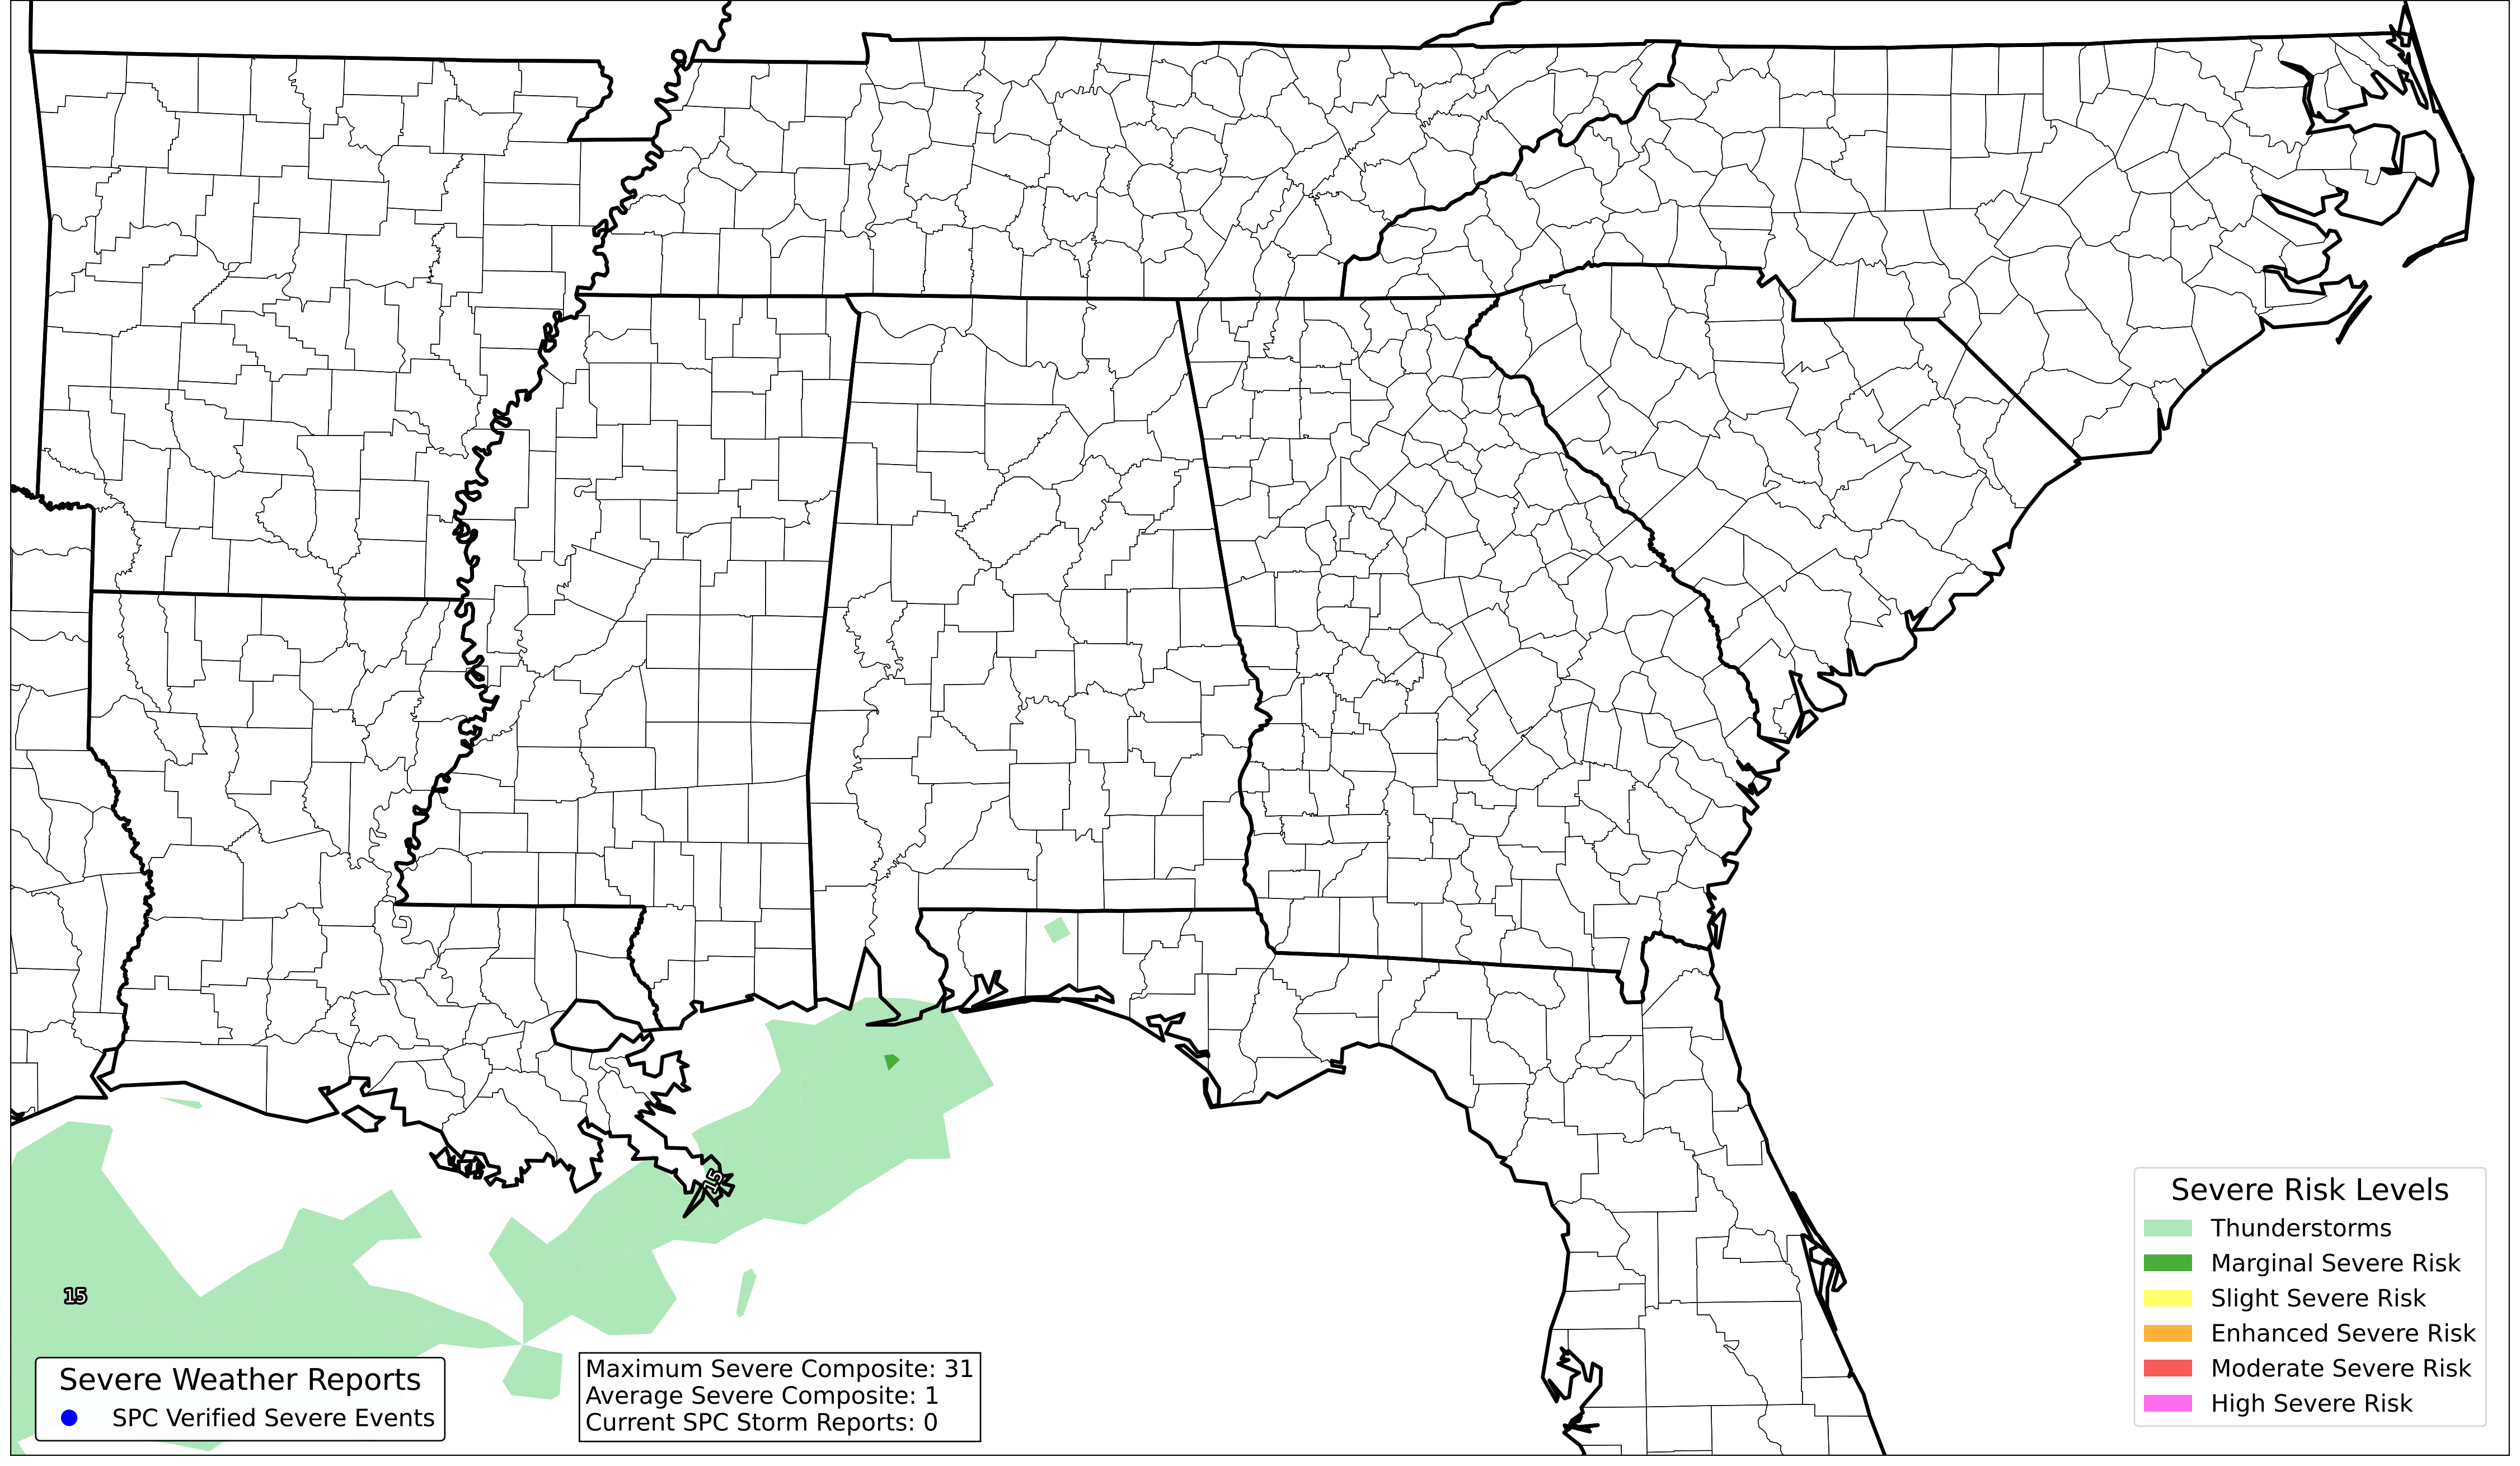 15
15
Severe Weather Reports
SPC Verified Severe Events
Maximum Severe Composite: 31
Average Severe Composite: 1
Current SPC Storm Reports: 0
Severe Risk Levels
Thunderstorms
Marginal Severe Risk
Slight Severe Risk
Enhanced Severe Risk
Moderate Severe Risk
High Severe Risk